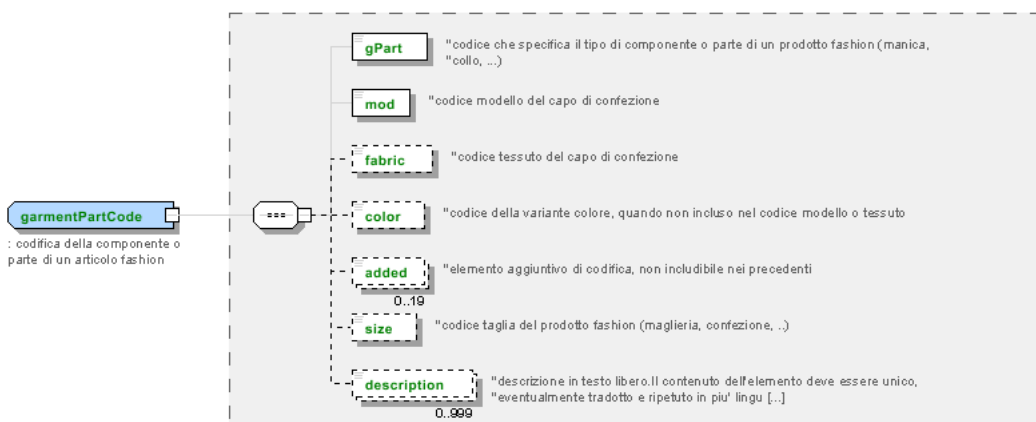 "codice che specifica il tipo di componente o parte di un prodotto fashion (manica,
gPart
"collo, ...)
mod
"codice modello del capo di confezione
fabric
"codice tessuto del capo di confezione
garmentPartCode
color
"codice della variante colore, quando non incluso nel codice modello o tessuto
: codifica della componente o
parte di un articolo fashion
added
"elemento aggiuntivo di codifica, non includibile nei precedenti
0..19
size
"codice taglia del prodotto fashion (maglieria, confezione, ..)
description
"descrizione in testo libero.Il contenuto dell'elemento deve essere unico,
"eventualmente tradotto e ripetuto in piu' lingu [...]
0..999